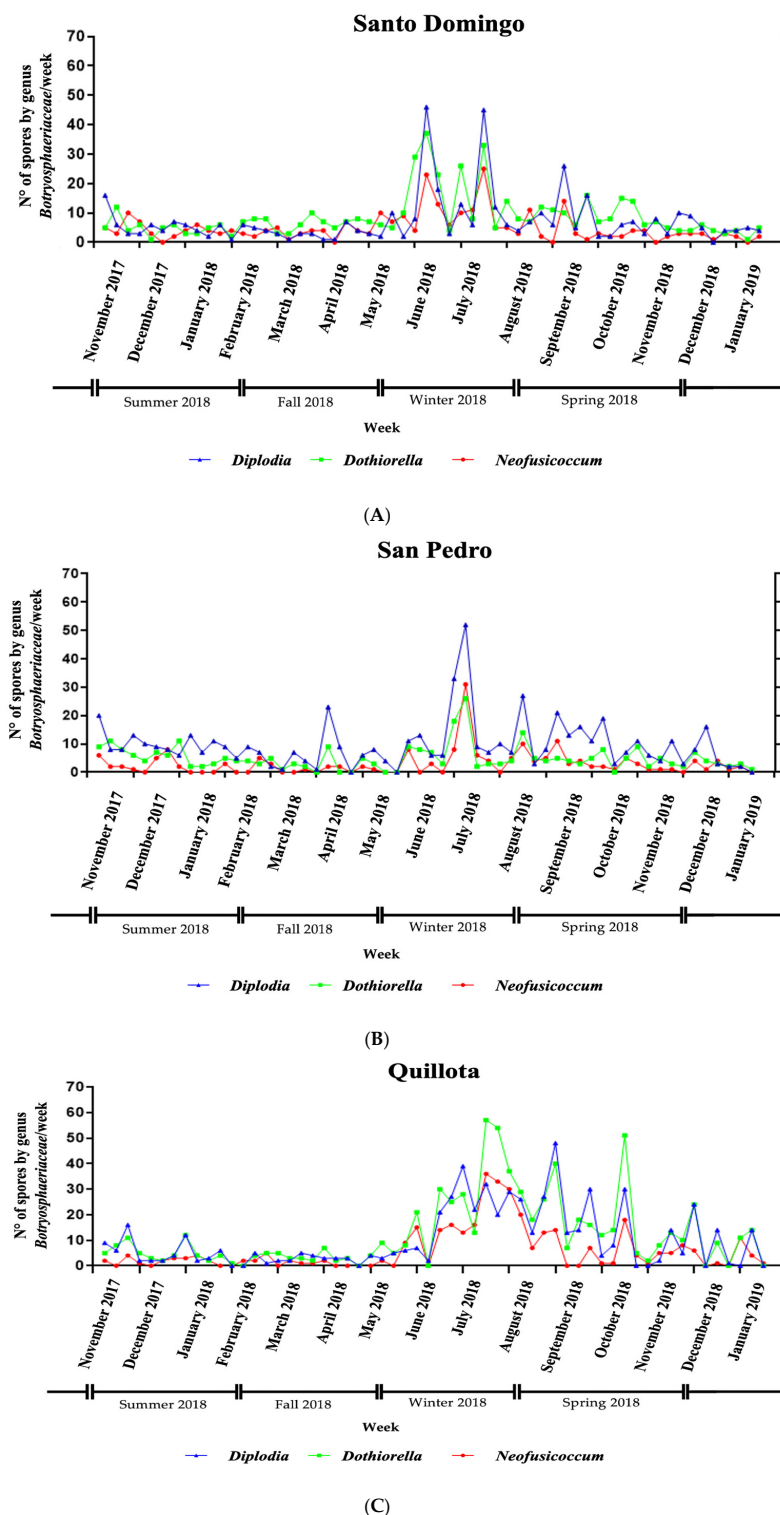 Santo Domingo
N° of spores by genus
Botryosphaeriaceae/week
70
60
50
40
30
20
10
0
November 2017
December 2017
January 2018
February 2018
March 2018
April 2018
May 2018
June 2018
July 2018
August 2018
September 2018
October 2018
November 2018
December 2018
January 2019
Summer 2018
Fall 2018
Winter 2018
Spring 2018
Week
Diplodia
Dothiorella
Neofusicoccum
(A)
San Pedro
N° of spores by genus
Botryosphaeriaceae/week
70
60
50
40
30
20
10
0
November 2017
December 2017
January 2018
February 2018
March 2018
April 2018
May 2018
June 2018
July 2018
August 2018
September 2018
October 2018
November 2018
December 2018
January 2019
Summer 2018
Fall 2018
Winter 2018
Spring 2018
Week
Diplodia
Dothiorella
Neofusicoccum
(B)
Quillota
N° of spores by genus
Botryosphaeriaceae/week
70
60
50
40
30
20
10
0
November 2017
December 2017
January 2018
February 2018
March 2018
April 2018
May 2018
June 2018
July 2018
August 2018
September 2018
October 2018
November 2018
December 2018
January 2019
Summer 2018
Fall 2018
Winter 2018
Spring 2018
Week
Diplodia
Dothiorella
Neofusicoccum
(C)